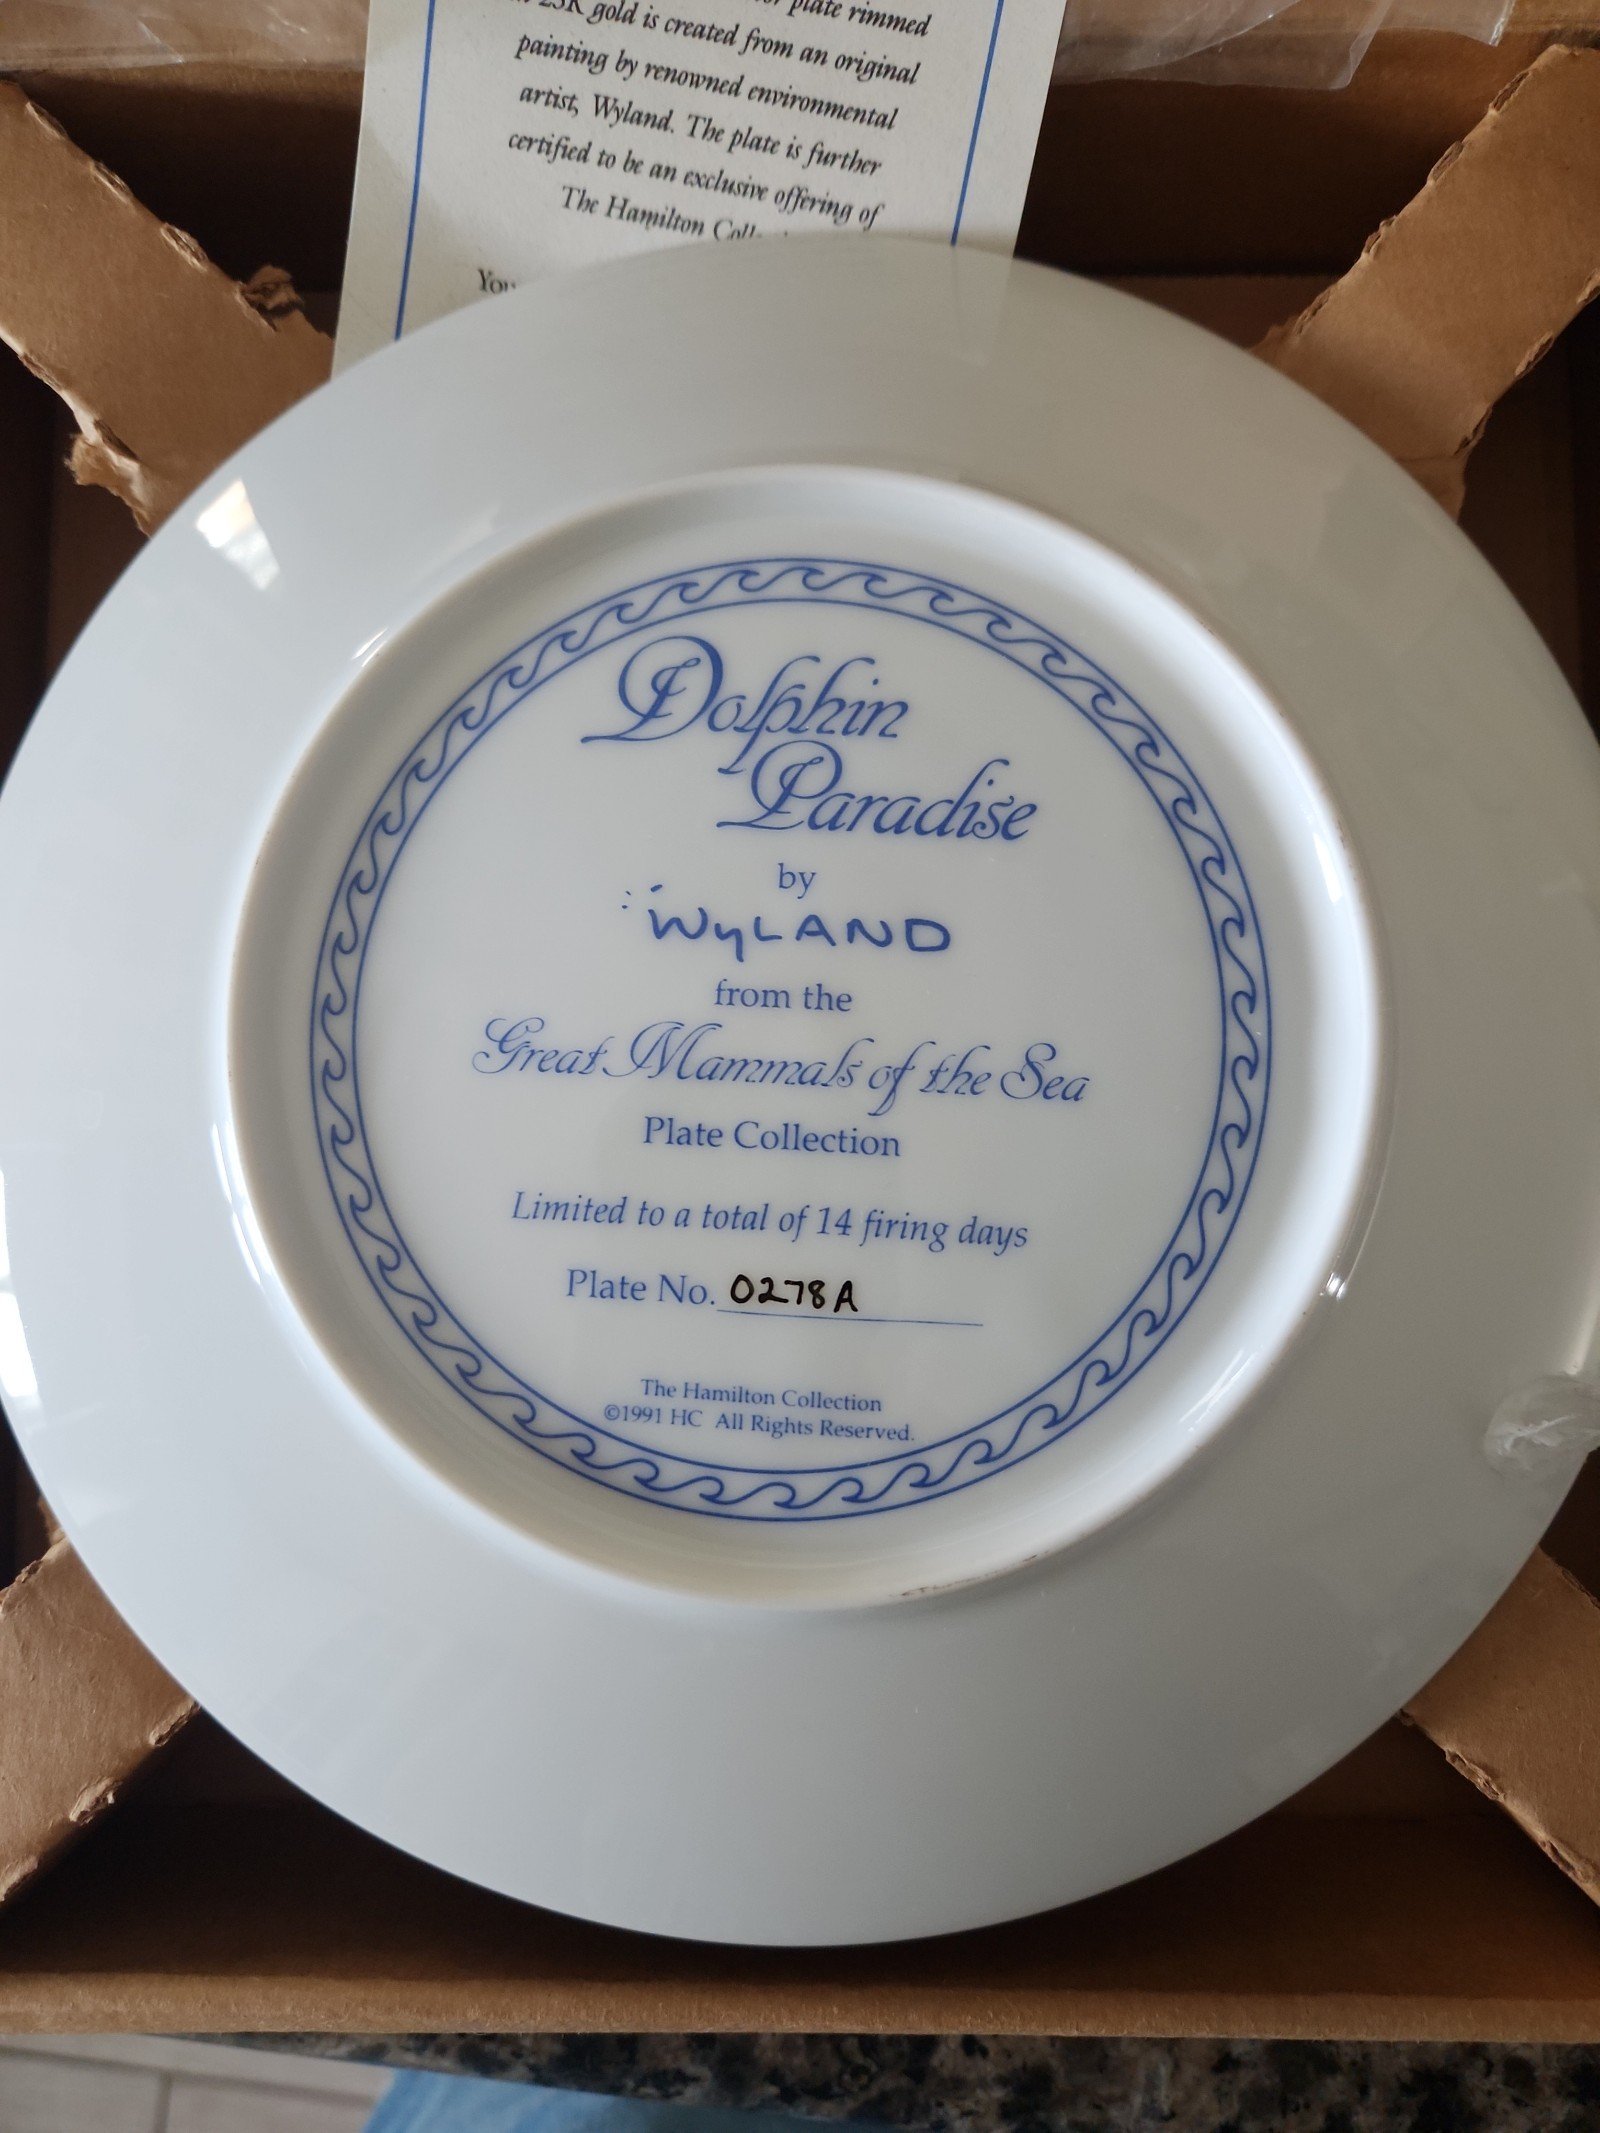 plate rimmed
gold is created from an original
painting by renowned environmental
artist, Wyland. The plate is further
certified to be an exclusive offering of
The Hamilton
Dolphin
Paradise
by
WYLAND
from the
Great Mammals of the Sea
Plate Collection
Limited to a total of 14 firing days
Plate No. 0278A
The Hamilton Collection
©1991 HC All Rights Reserved.